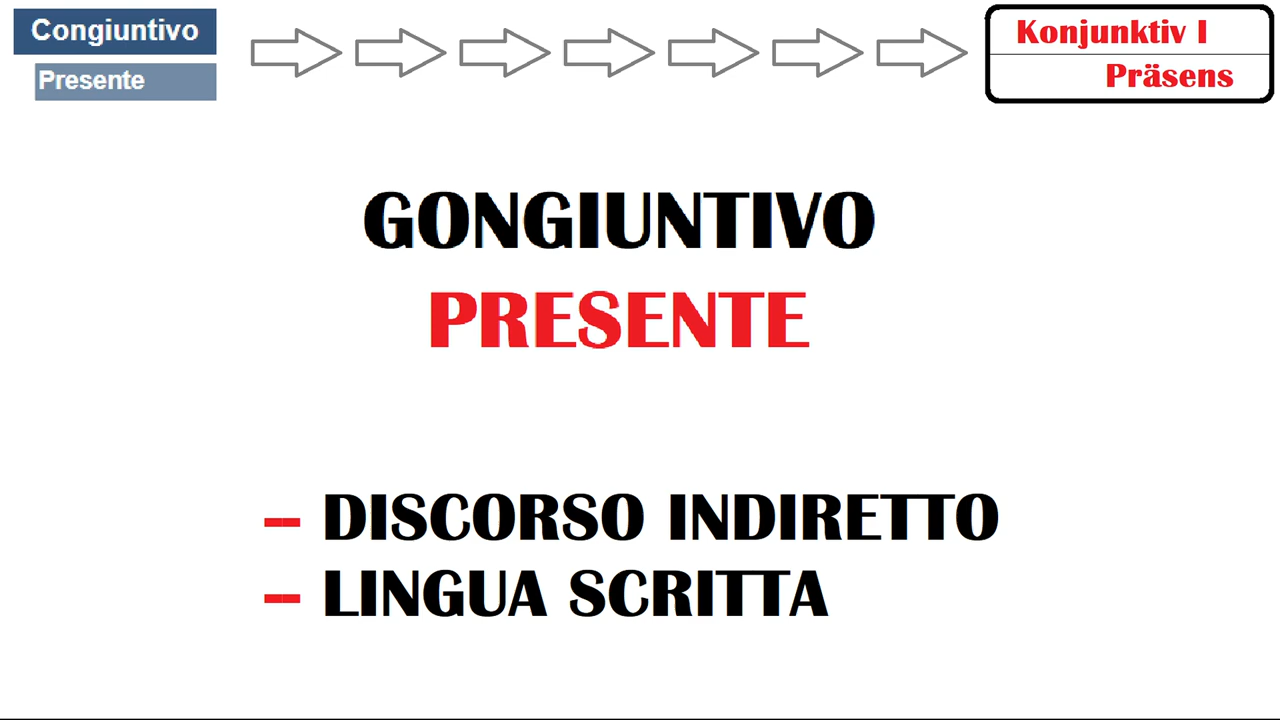 Congiuntivo
Presente
Konjunktiv I
Präsens
GONGIUNTIVO
PRESENTE
-- DISCORSO INDIRETTO
-- LINGUA SCRITTA